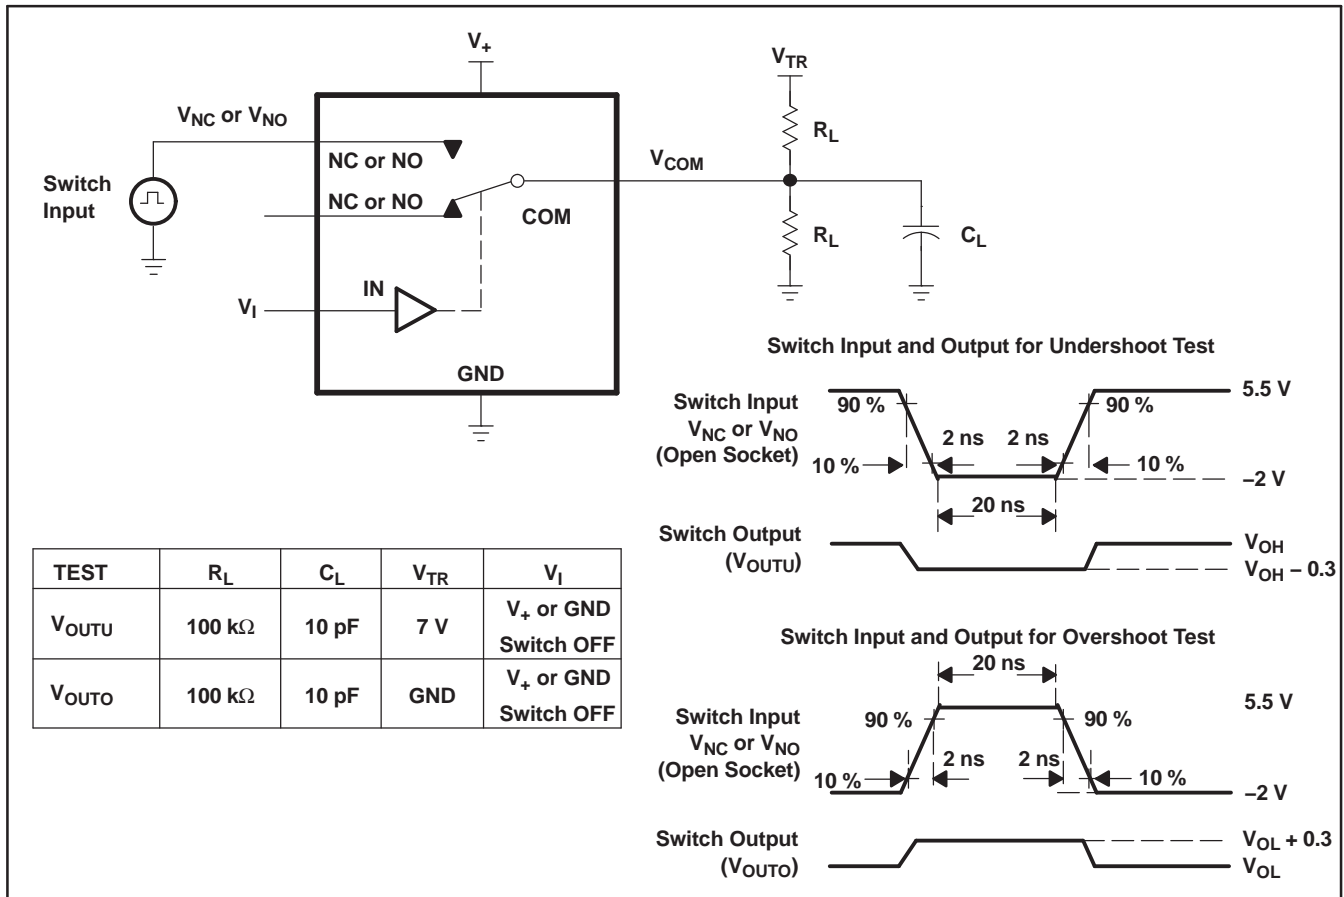 V+
VTR
VNC or VNO
RL
NC or NO
VCOM
Switch
Input
NC or NO
COM
RL
CL
IN
VI
GND
Switch Input and Output for Undershoot Test
Switch Input
VNC or VNO
(Open Socket)
90 %
90 %
5.5 V
2 ns
2 ns
10 %
10 %
–2 V
20 ns
Switch Output
(VOUTU)
VOH
VOH – 0.3
TEST RL CL VTR VI
VOUTU 100 kΩ 10 pF 7 V V+ or GND
Switch OFF
VOUTO 100 kΩ 10 pF GND V+ or GND
Switch OFF
Switch Input and Output for Overshoot Test
20 ns
5.5 V
Switch Input
VNC or VNO
(Open Socket)
90 %
90 %
2 ns
2 ns
10 %
10 %
–2 V
Switch Output
(VOUTO)
VOL + 0.3
VOL